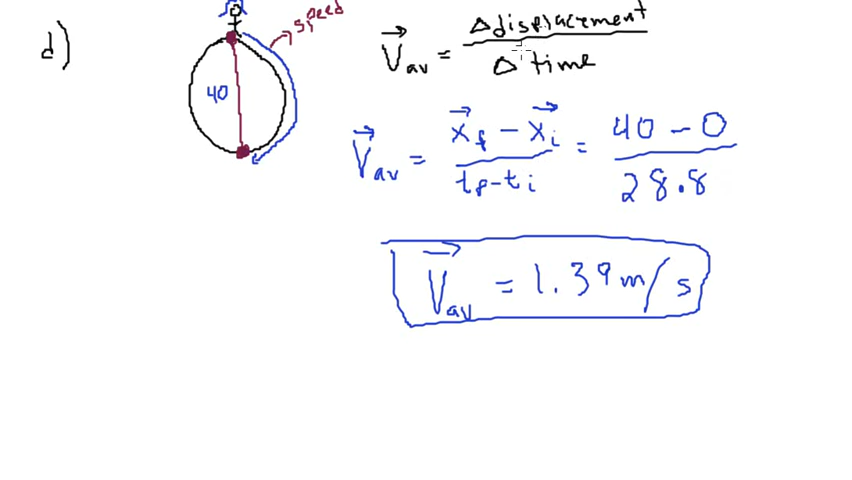 d)
speed
40
V⃗av = Δdisplacement / Δtime
V⃗av = x⃗f − x⃗i / tf−ti = 40 − 0 / 28.8
V⃗av = 1.39 m/s